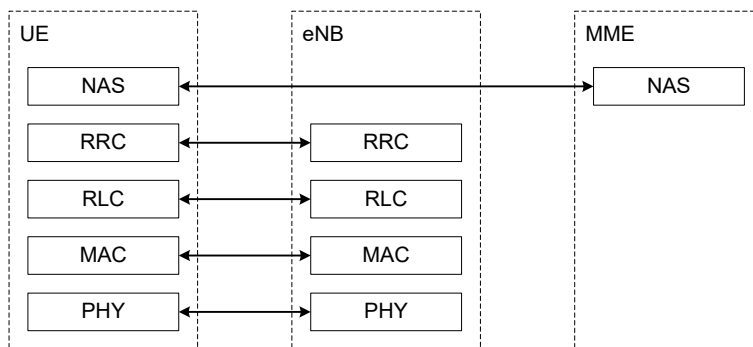 UE eNB MME
NAS NAS
RRC RRC
RLC RLC
MAC MAC
PHY PHY